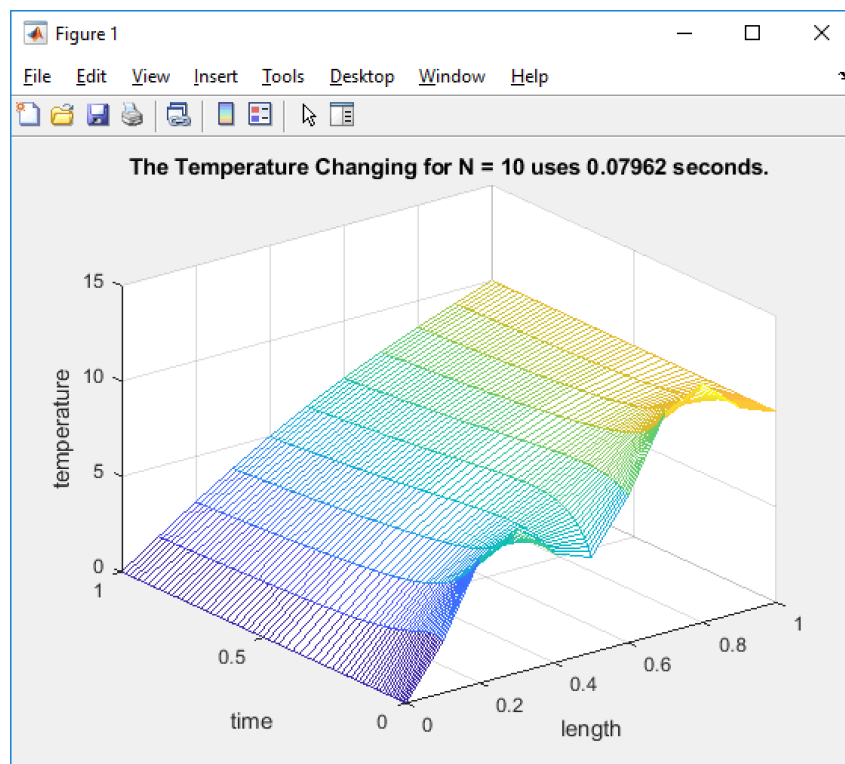 Figure 1
File Edit View Insert Tools Desktop Window Help
The Temperature Changing for N = 10 uses 0.07962 seconds.
15
10
5
0
temperature
1
0.5
0
time
0
0.2
0.4
0.6
0.8
1
length